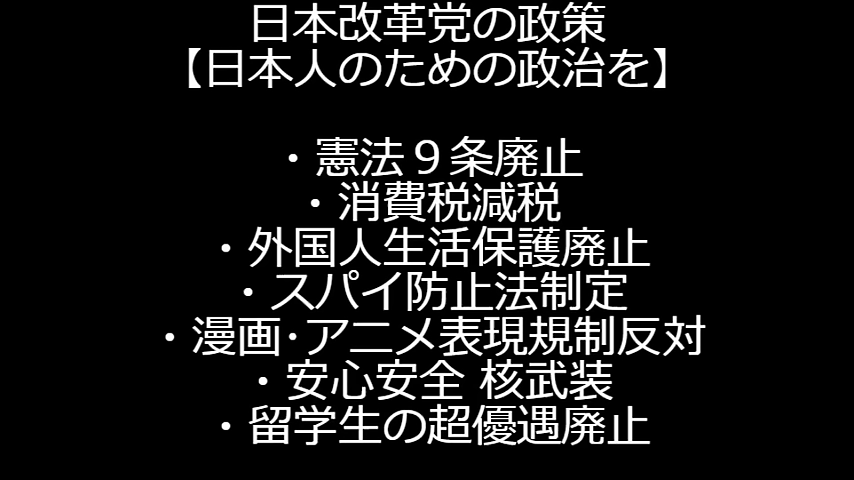 日本改革党の政策
【日本人のための政治を】
・憲法９条廃止
・消費税減税
・外国人生活保護廃止
・スパイ防止法制定
・漫画･アニメ表現規制反対
・安心安全 核武装
・留学生の超優遇廃止